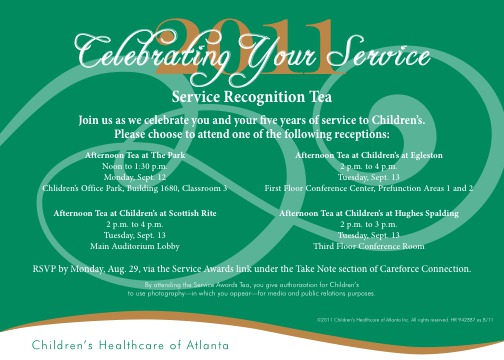 2011
Celebrating Your Service
Service Recognition Tea
Join us as we celebrate you and your five years of service to Children's.
Please choose to attend one of the following receptions:
Afternoon Tea at The Park
Noon to 1:30 p.m.
Monday, Sept. 12
Children's Office Park, Building 1680, Classroom 3
Afternoon Tea at Children's at Egleston
2 p.m. to 4 p.m.
Tuesday, Sept. 13
First Floor Conference Center, Prefunction Areas 1 and 2
Afternoon Tea at Children's at Scottish Rite
2 p.m. to 4 p.m.
Tuesday, Sept. 13
Main Auditorium Lobby
Afternoon Tea at Children's at Hughes Spalding
2 p.m. to 3 p.m.
Tuesday, Sept. 13
Third Floor Conference Room
RSVP by Monday, Aug. 29, via the Service Awards link under the Take Note section of Careforce Connection.
By attending the Service Awards Tea, you give authorization for Children's
to use photography—in which you appear—for media and public relations purposes.
©2011 Children's Healthcare of Atlanta Inc. All rights reserved. HR 942887.es.8/11
Children's Healthcare of Atlanta